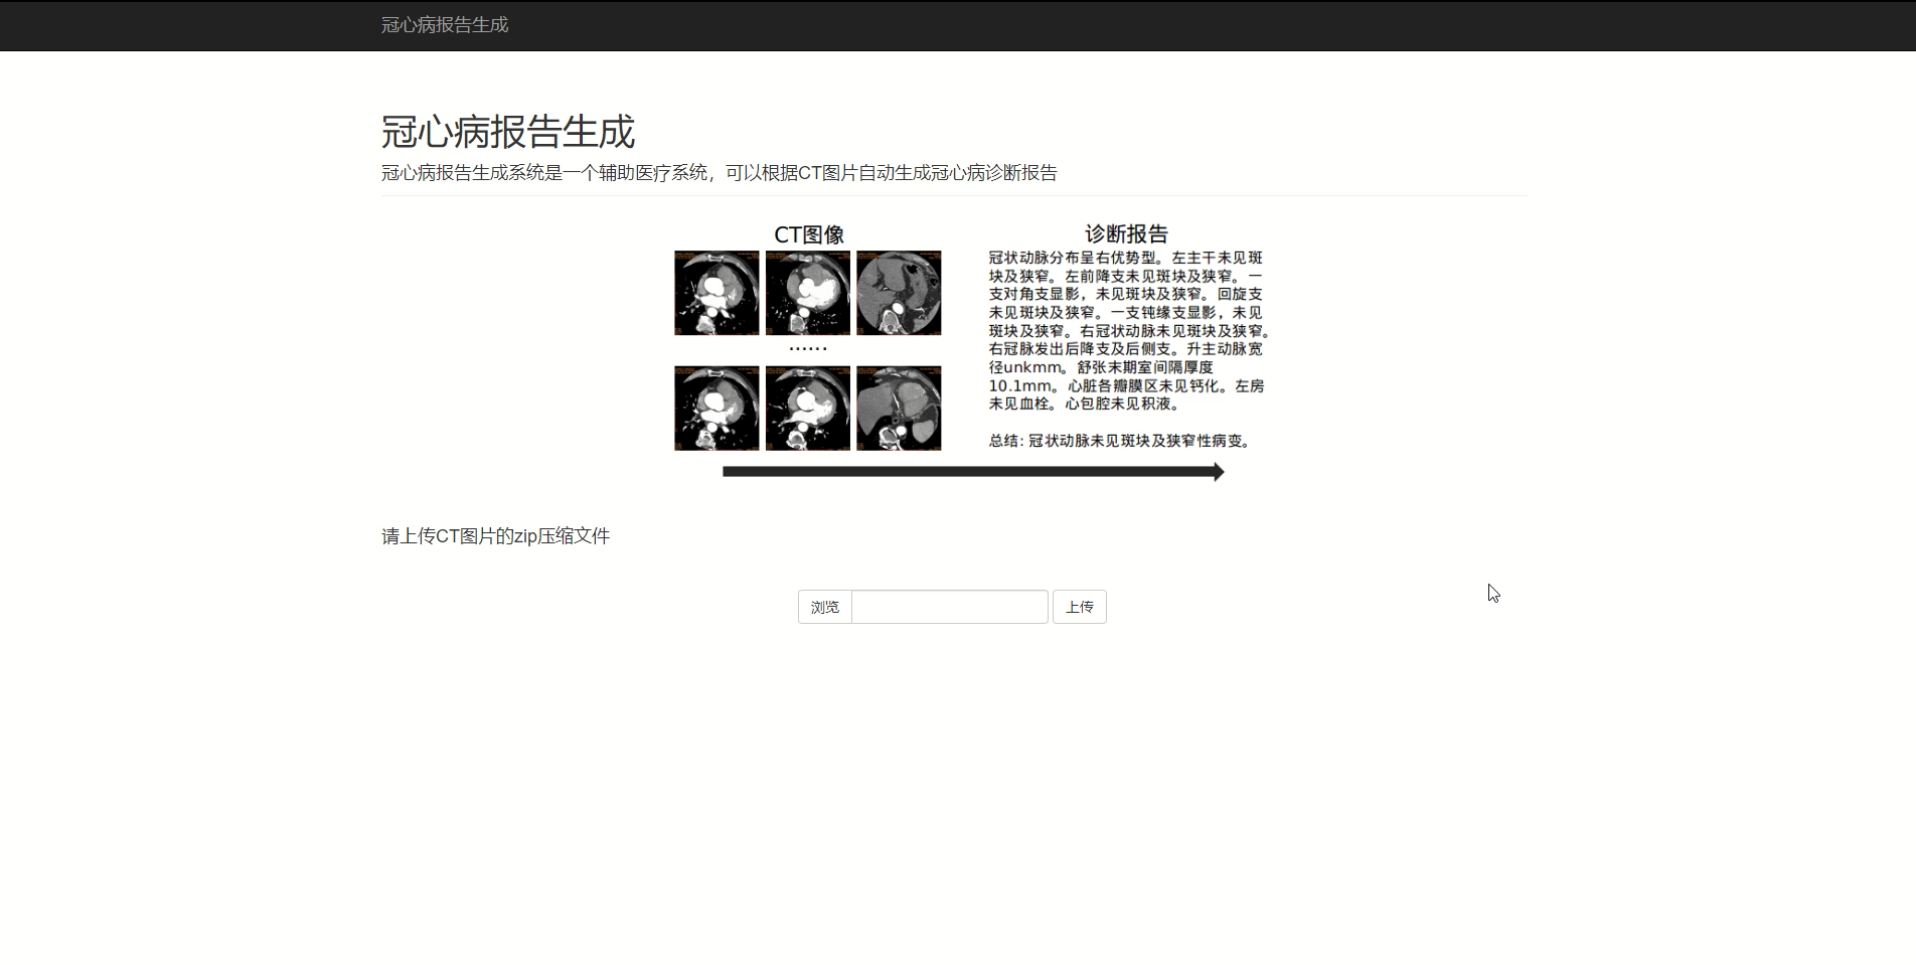 冠心病报告生成
冠心病报告生成
冠心病报告生成系统是一个辅助医疗系统，可以根据CT图片自动生成冠心病诊断报告
CT图像
......
诊断报告
冠状动脉分布呈右优势型。左主干未见斑
块及狭窄。左前降支未见斑块及狭窄。一
支对角支显影，未见斑块及狭窄。回旋支
未见斑块及狭窄。一支钝缘支显影，未见
斑块及狭窄。右冠状动脉未见斑块及狭窄。
右冠脉发出后降支及后侧支。升主动脉宽
径unkmm。舒张末期室间隔厚度
10.1mm。心脏各瓣膜区未见钙化。左房
未见血栓。心包腔未见积液。
总结: 冠状动脉未见斑块及狭窄性病变。
请上传CT图片的zip压缩文件
浏览
上传